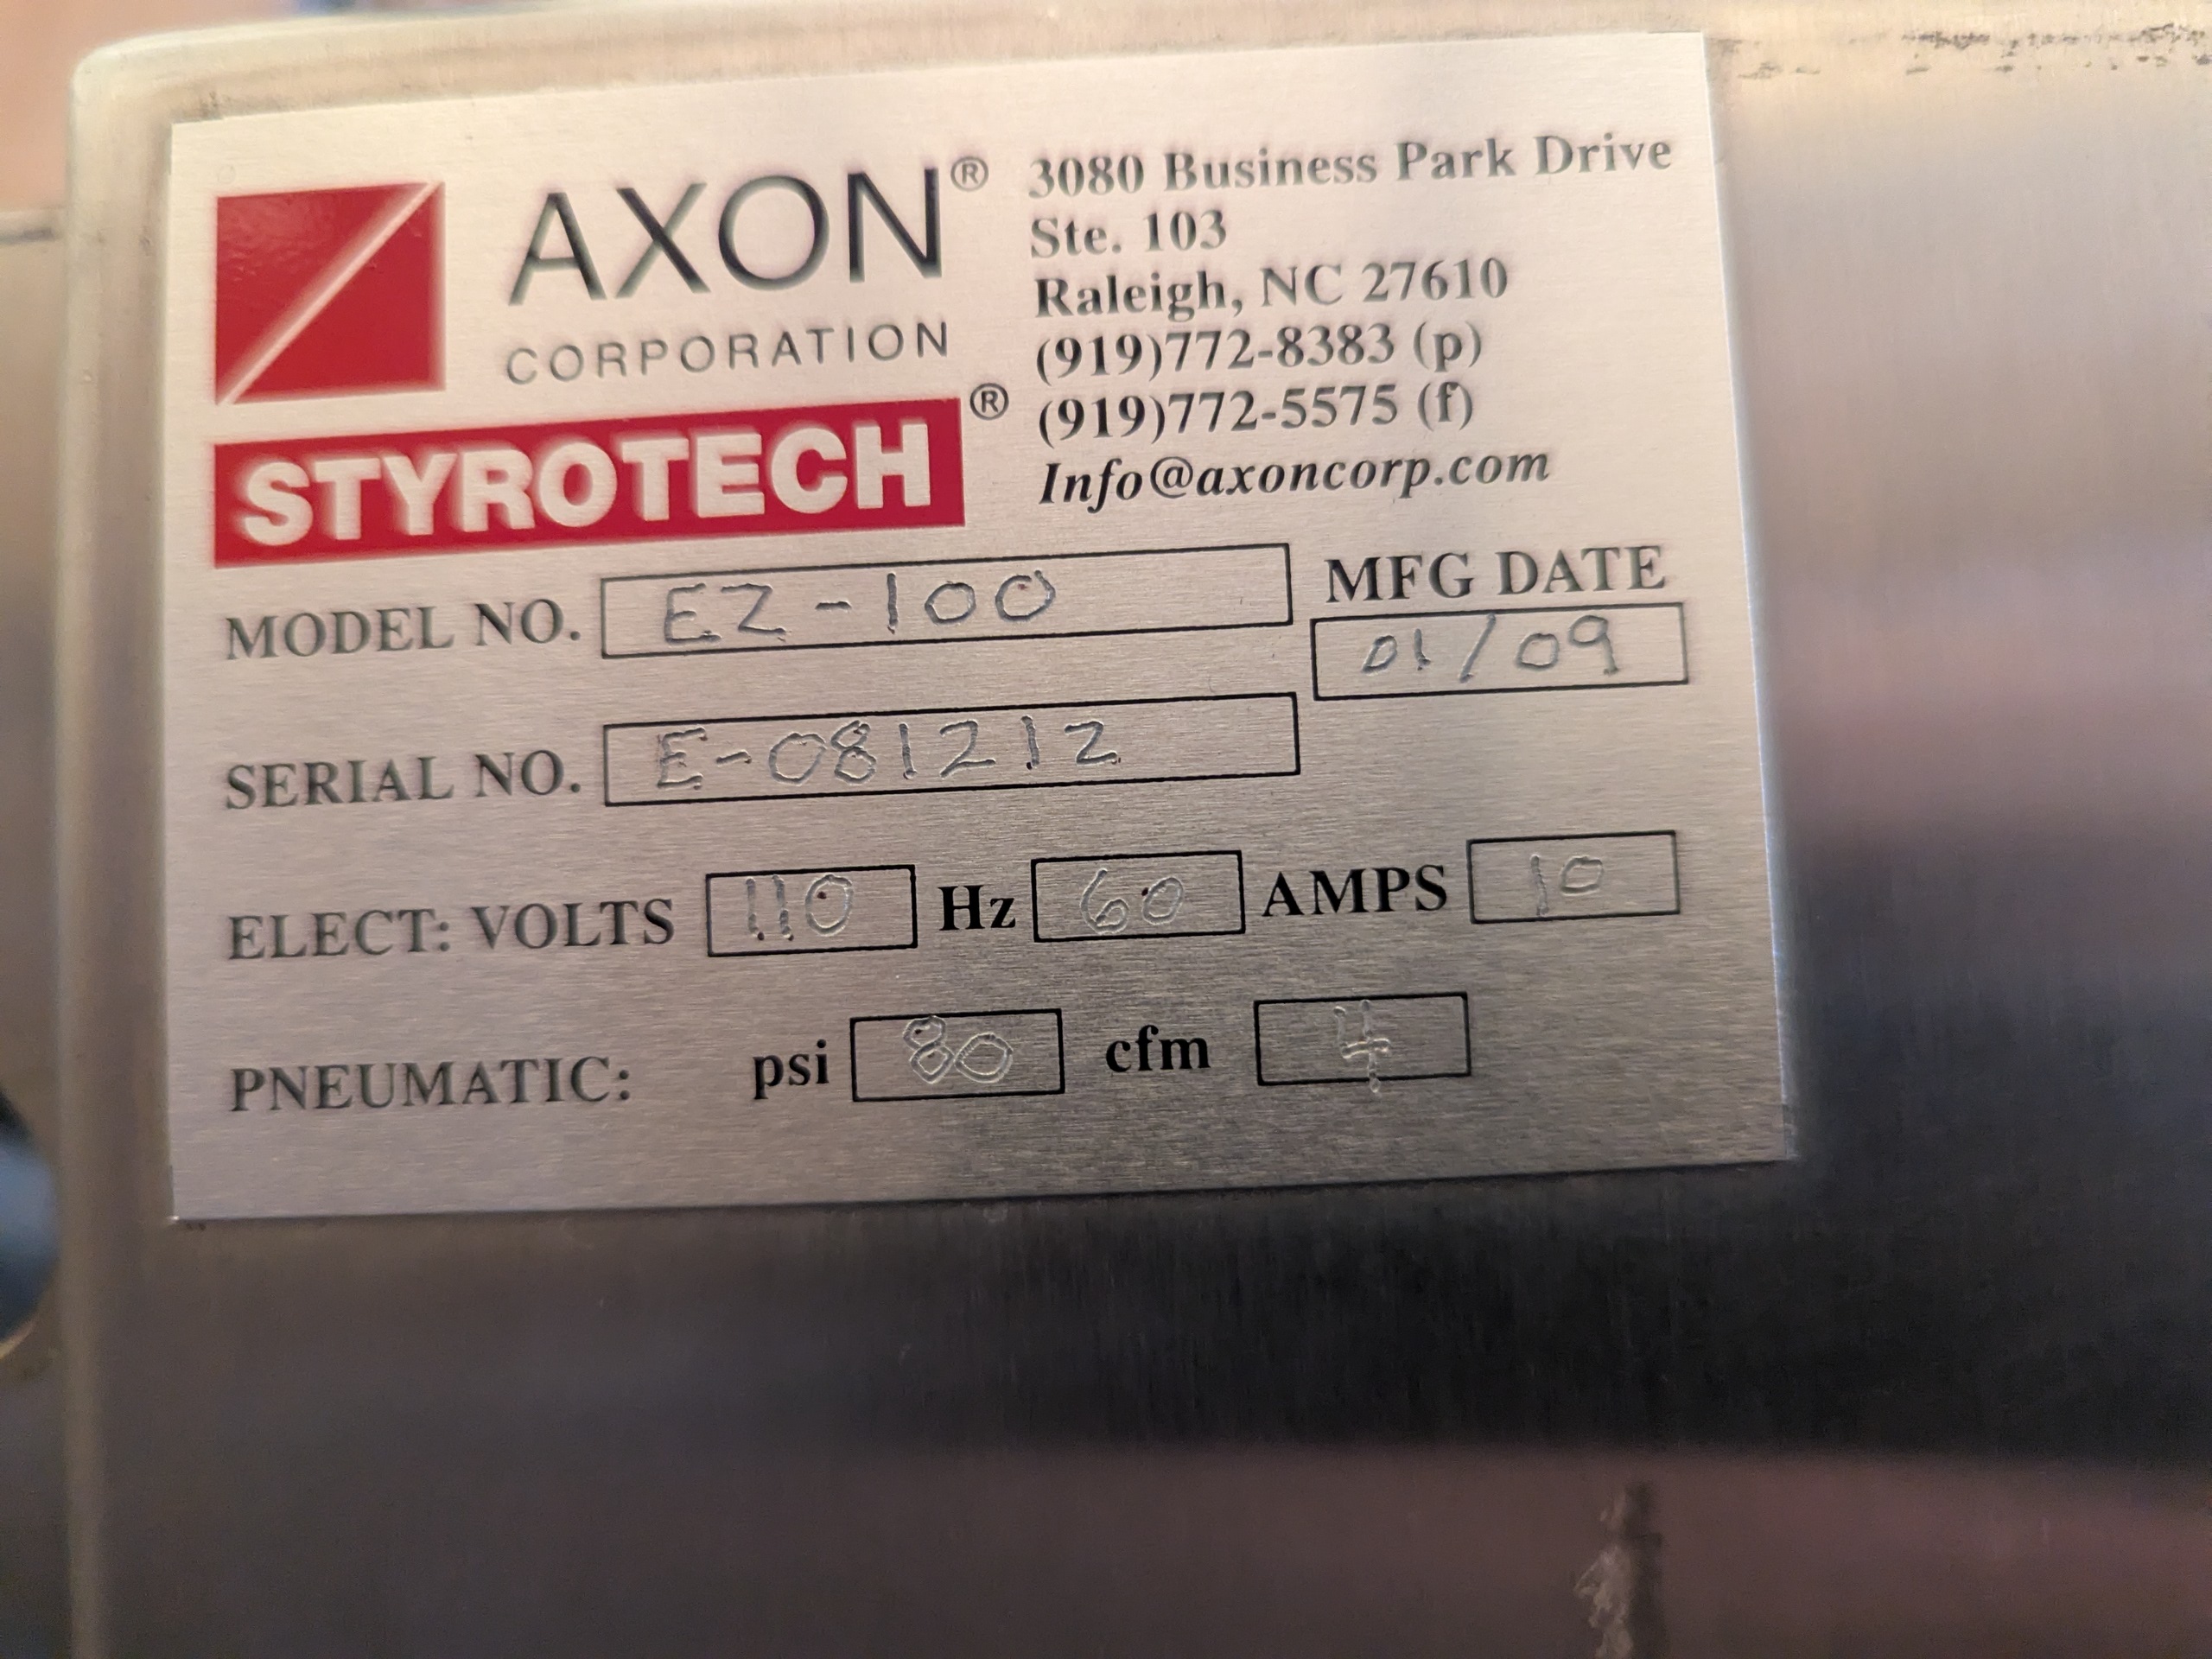 AXON®
CORPORATION
STYROTECH®
3080 Business Park Drive
Ste. 103
Raleigh, NC 27610
(919)772-8383 (p)
(919)772-5575 (f)
Info@axoncorp.com
MODEL NO. EZ-100
MFG DATE
01/09
SERIAL NO. E-081212
ELECT: VOLTS 110 Hz 60 AMPS 10
PNEUMATIC: psi 80 cfm 4